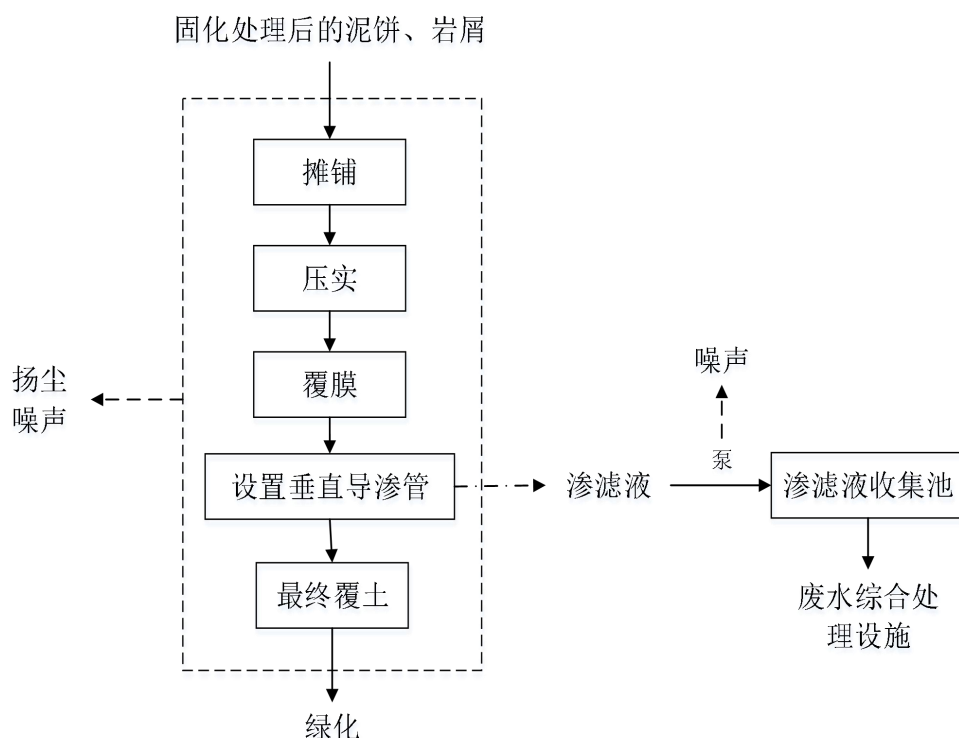 固化处理后的泥饼、岩屑
摊铺
压实
覆膜
扬尘
噪声
噪声
泵
设置垂直导渗管
渗滤液
渗滤液收集池
最终覆土
废水综合处
理设施
绿化